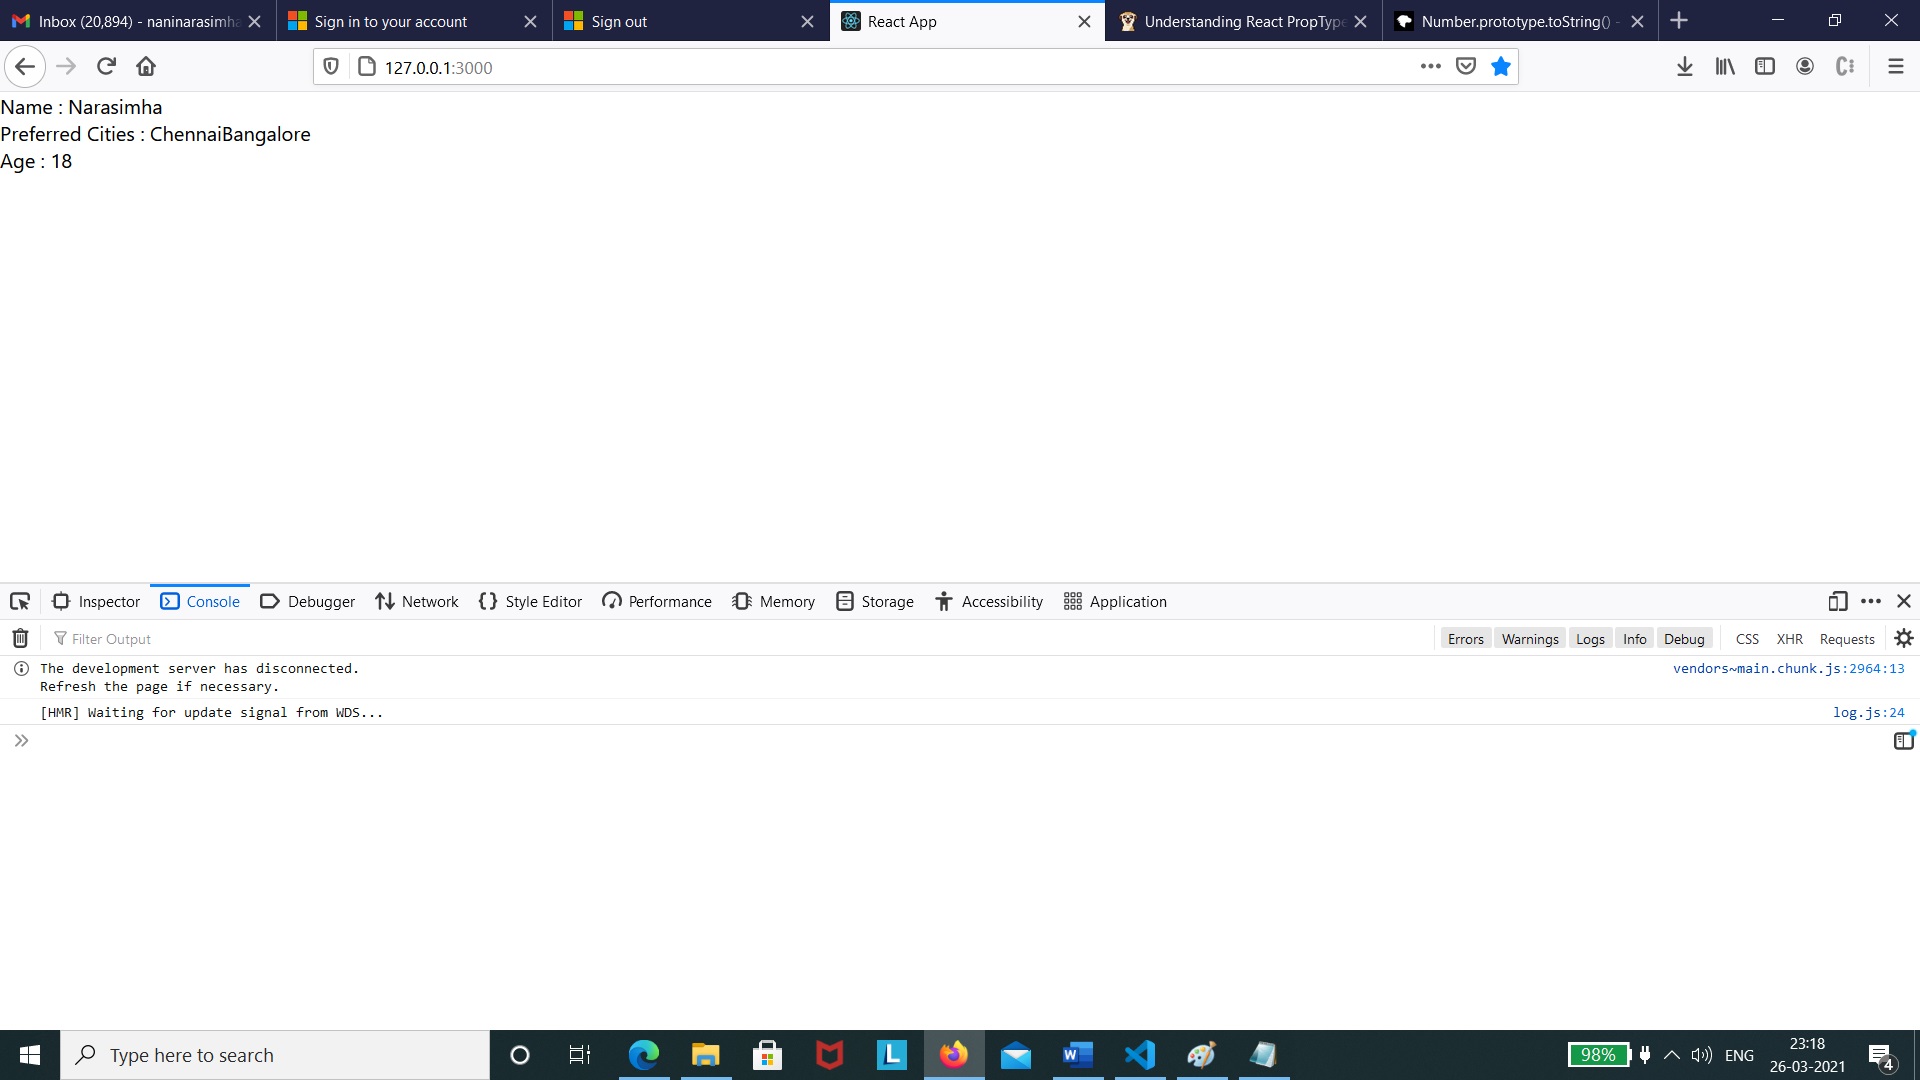 Inbox (20,894) - naninarasimha
Sign in to your account
Sign out
React App
Understanding React PropType
Number.prototype.toString() -
127.0.0.1:3000
Name : Narasimha
Preferred Cities : ChennaiBangalore
Age : 18
Inspector Console Debugger Network Style Editor Performance Memory Storage Accessibility Application
Filter Output
Errors Warnings Logs Info Debug CSS XHR Requests
The development server has disconnected. vendors~main.chunk.js:2964:13
Refresh the page if necessary.
[HMR] Waiting for update signal from WDS... log.js:24
Type here to search
98%
ENG
23:18
26-03-2021
4